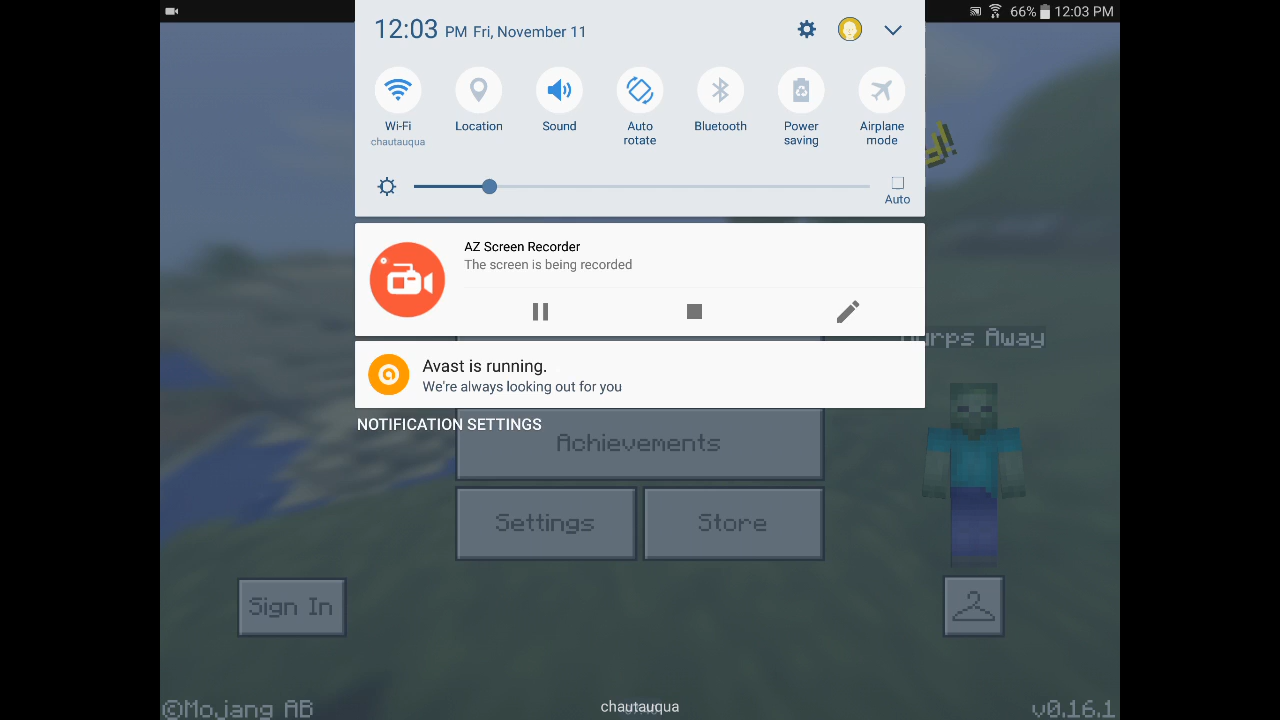 66% 12:03 PM
12:03 PM Fri, November 11
Wi-Fi
chautauqua
Location
Sound
Auto
rotate
Bluetooth
Power
saving
Airplane
mode
Auto
AZ Screen Recorder
The screen is being recorded
Away
Avast is running.
We're always looking out for you
NOTIFICATION SETTINGS
Achievements
Settings
Store
Sign In
©Mojang AB
chautauqua
v0.16.1